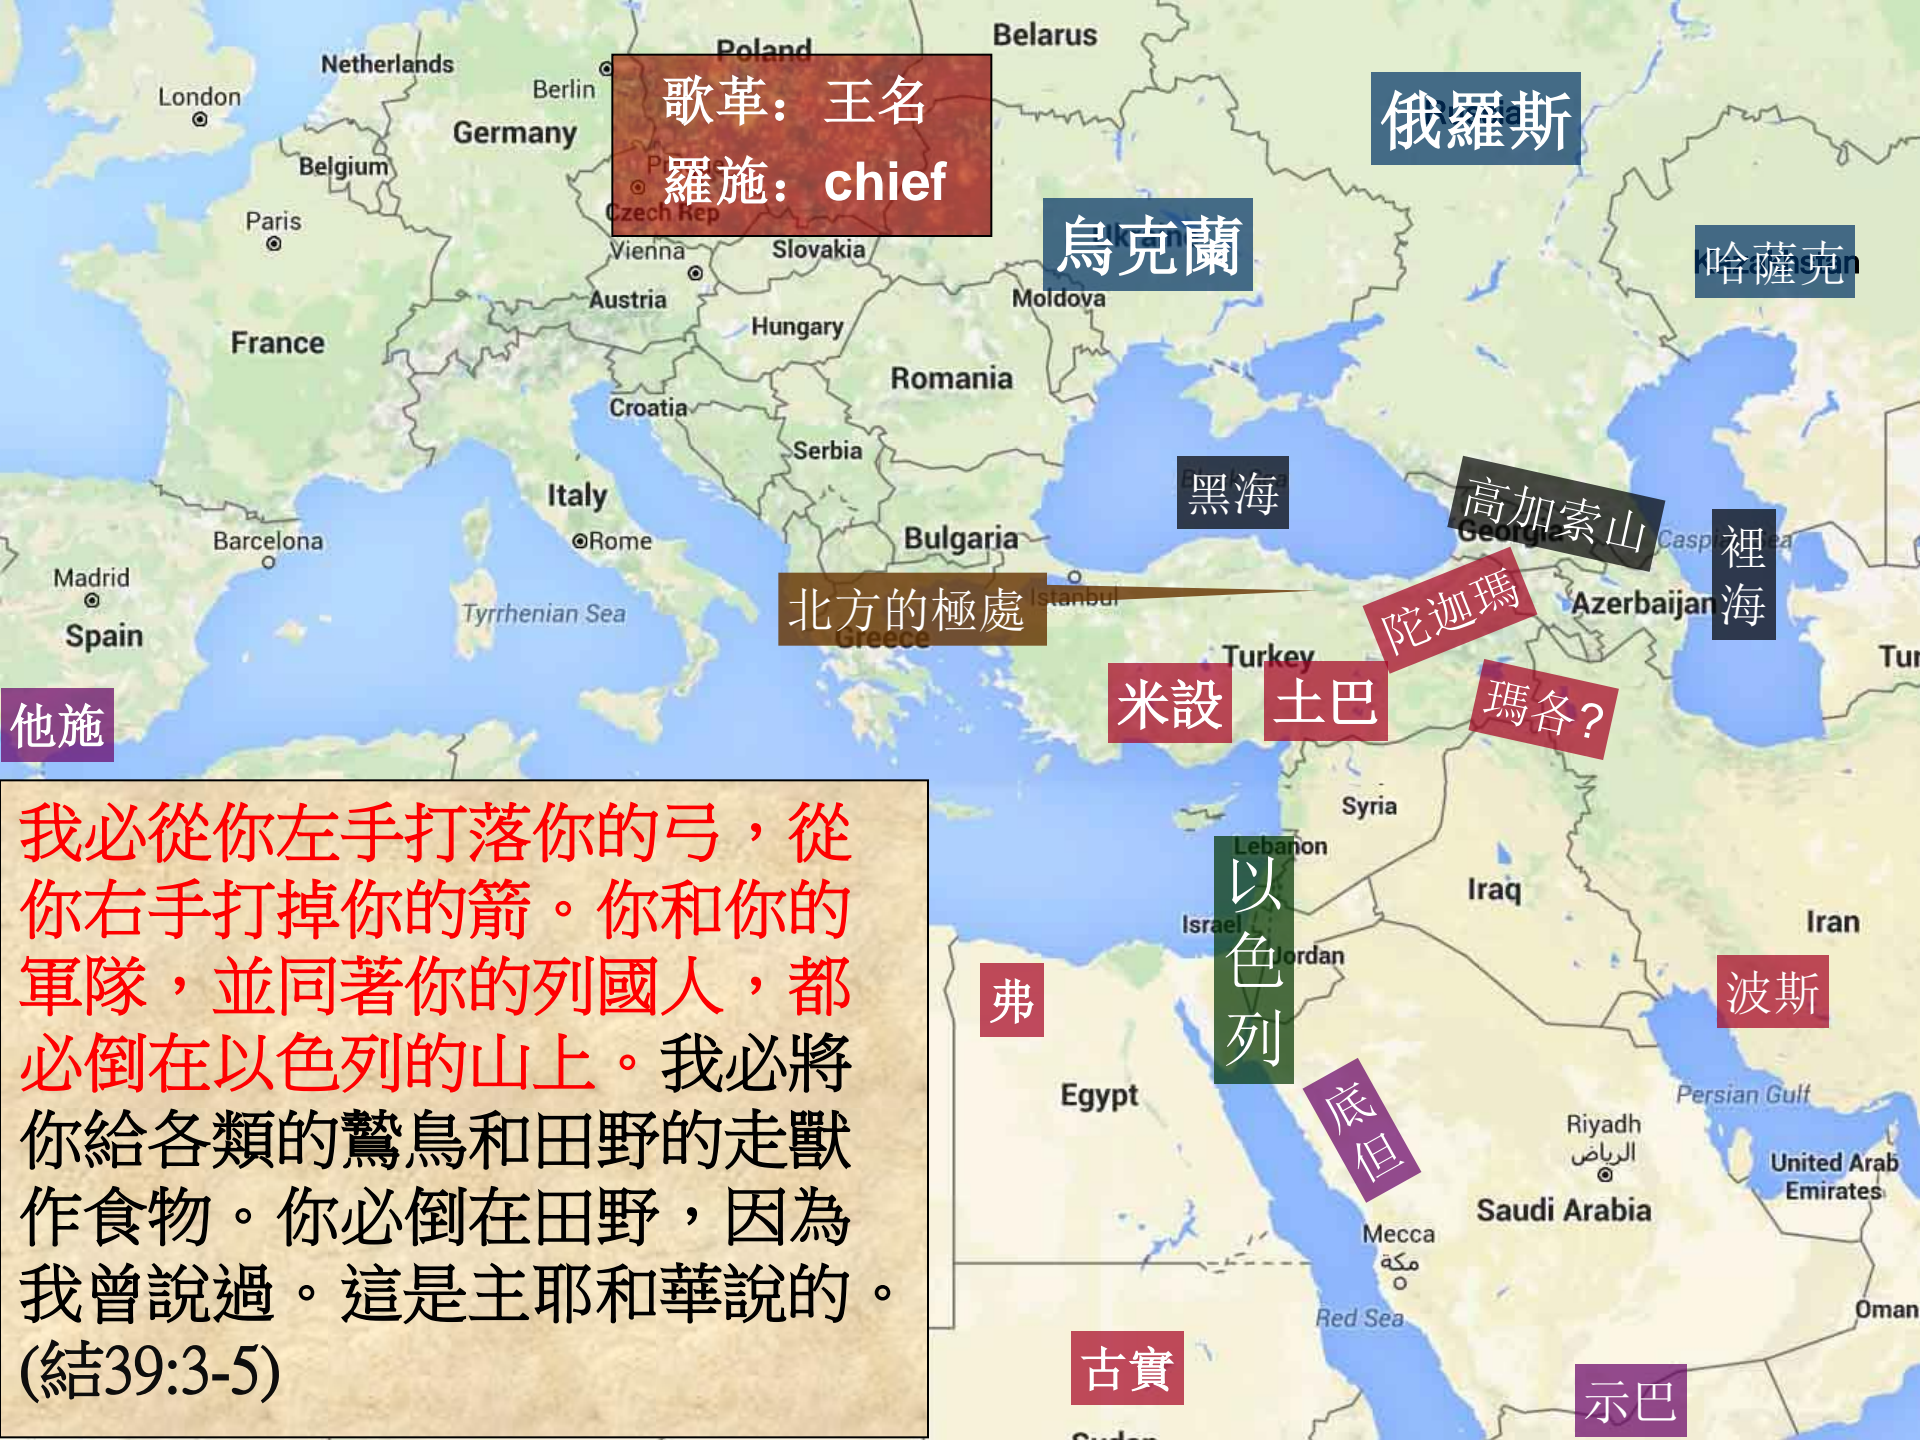 Belarus
Poland
Netherlands
London
Berlin
Germany
Belgium
歌革：王名
羅施：chief
Czech Rep
俄羅斯
烏克蘭
哈薩克
Paris
Vienna
Slovakia
Austria
Moldova
Hungary
France
Romania
Croatia
Serbia
黑海
高加索山
Georgia
Italy
Rome
Bulgaria
Barcelona
裡海
Madrid
Spain
Tyrrhenian Sea
北方的極處
Istanbul
Greece
陀迦瑪
Azerbaijan
Turkey
Tur
米設
土巴
瑪各?
他施
Syria
Lebanon
以色列
Israel
Jordan
Iraq
Iran
弗
波斯
Egypt
底但
Persian Gulf
Riyadh
الرياض
United Arab
Emirates
Saudi Arabia
Mecca
مكة
Red Sea
Oman
古實
示巴
我必從你左手打落你的弓，從
你右手打掉你的箭。你和你的
軍隊，並同著你的列國人，都
必倒在以色列的山上。我必將
你給各類的鷙鳥和田野的走獸
作食物。你必倒在田野，因為
我曾說過。這是主耶和華說的。
(結39:3-5)